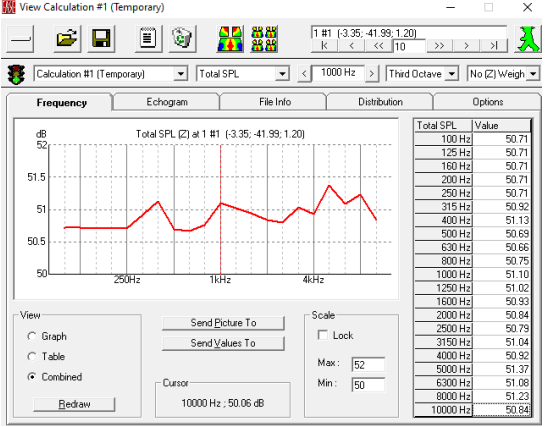 View Calculation #1 (Temporary)
1 #1 (-3.35; -41.99; 1.20)
K < << 10 >> > >|
Calculation #1 (Temporary) Total SPL < 1000 Hz > Third Octave No (Z) Weigh
Frequency Echogram File Info Distribution Options
dB Total SPL (Z) at 1 #1 (-3.35; -41.99; 1.20)
52
51.5
51
50.5
50
250Hz 1kHz 4kHz
Total SPL Value
100 Hz 50.71
125 Hz 50.71
160 Hz 50.71
200 Hz 50.71
250 Hz 50.71
315 Hz 50.92
400 Hz 51.13
500 Hz 50.69
630 Hz 50.66
800 Hz 50.75
1000 Hz 51.10
1250 Hz 51.02
1600 Hz 50.93
2000 Hz 50.84
2500 Hz 50.79
3150 Hz 51.04
4000 Hz 50.92
5000 Hz 51.37
6300 Hz 51.08
8000 Hz 51.23
10000 Hz 50.84
View
Graph
Table
Combined
Redraw
Send Picture To
Send Values To
Cursor
10000 Hz ; 50.06 dB
Scale
Lock
Max : 52
Min : 50